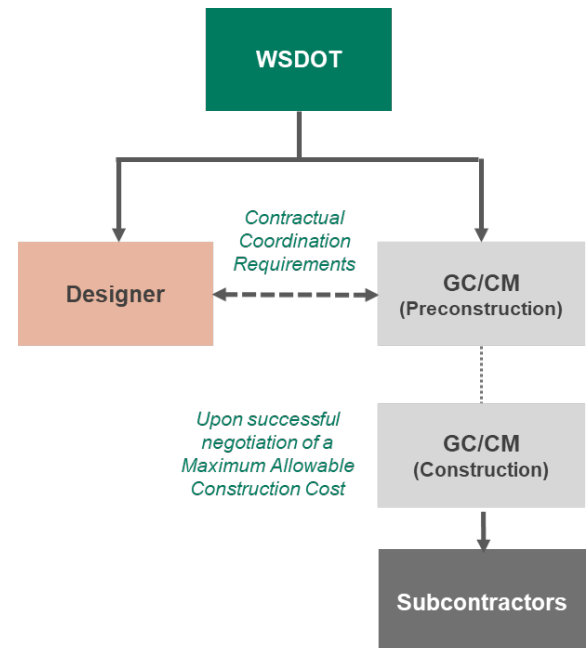 WSDOT
Contractual
Coordination
Requirements
Designer
GC/CM
(Preconstruction)
Upon successful
negotiation of a
Maximum Allowable
Construction Cost
GC/CM
(Construction)
Subcontractors